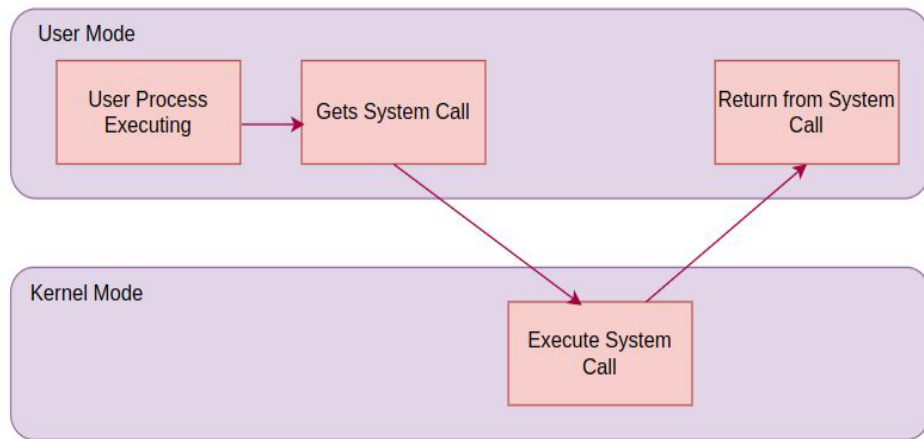 User Mode
User Process
Executing
Gets System Call
Return from System
Call
Kernel Mode
Execute System
Call